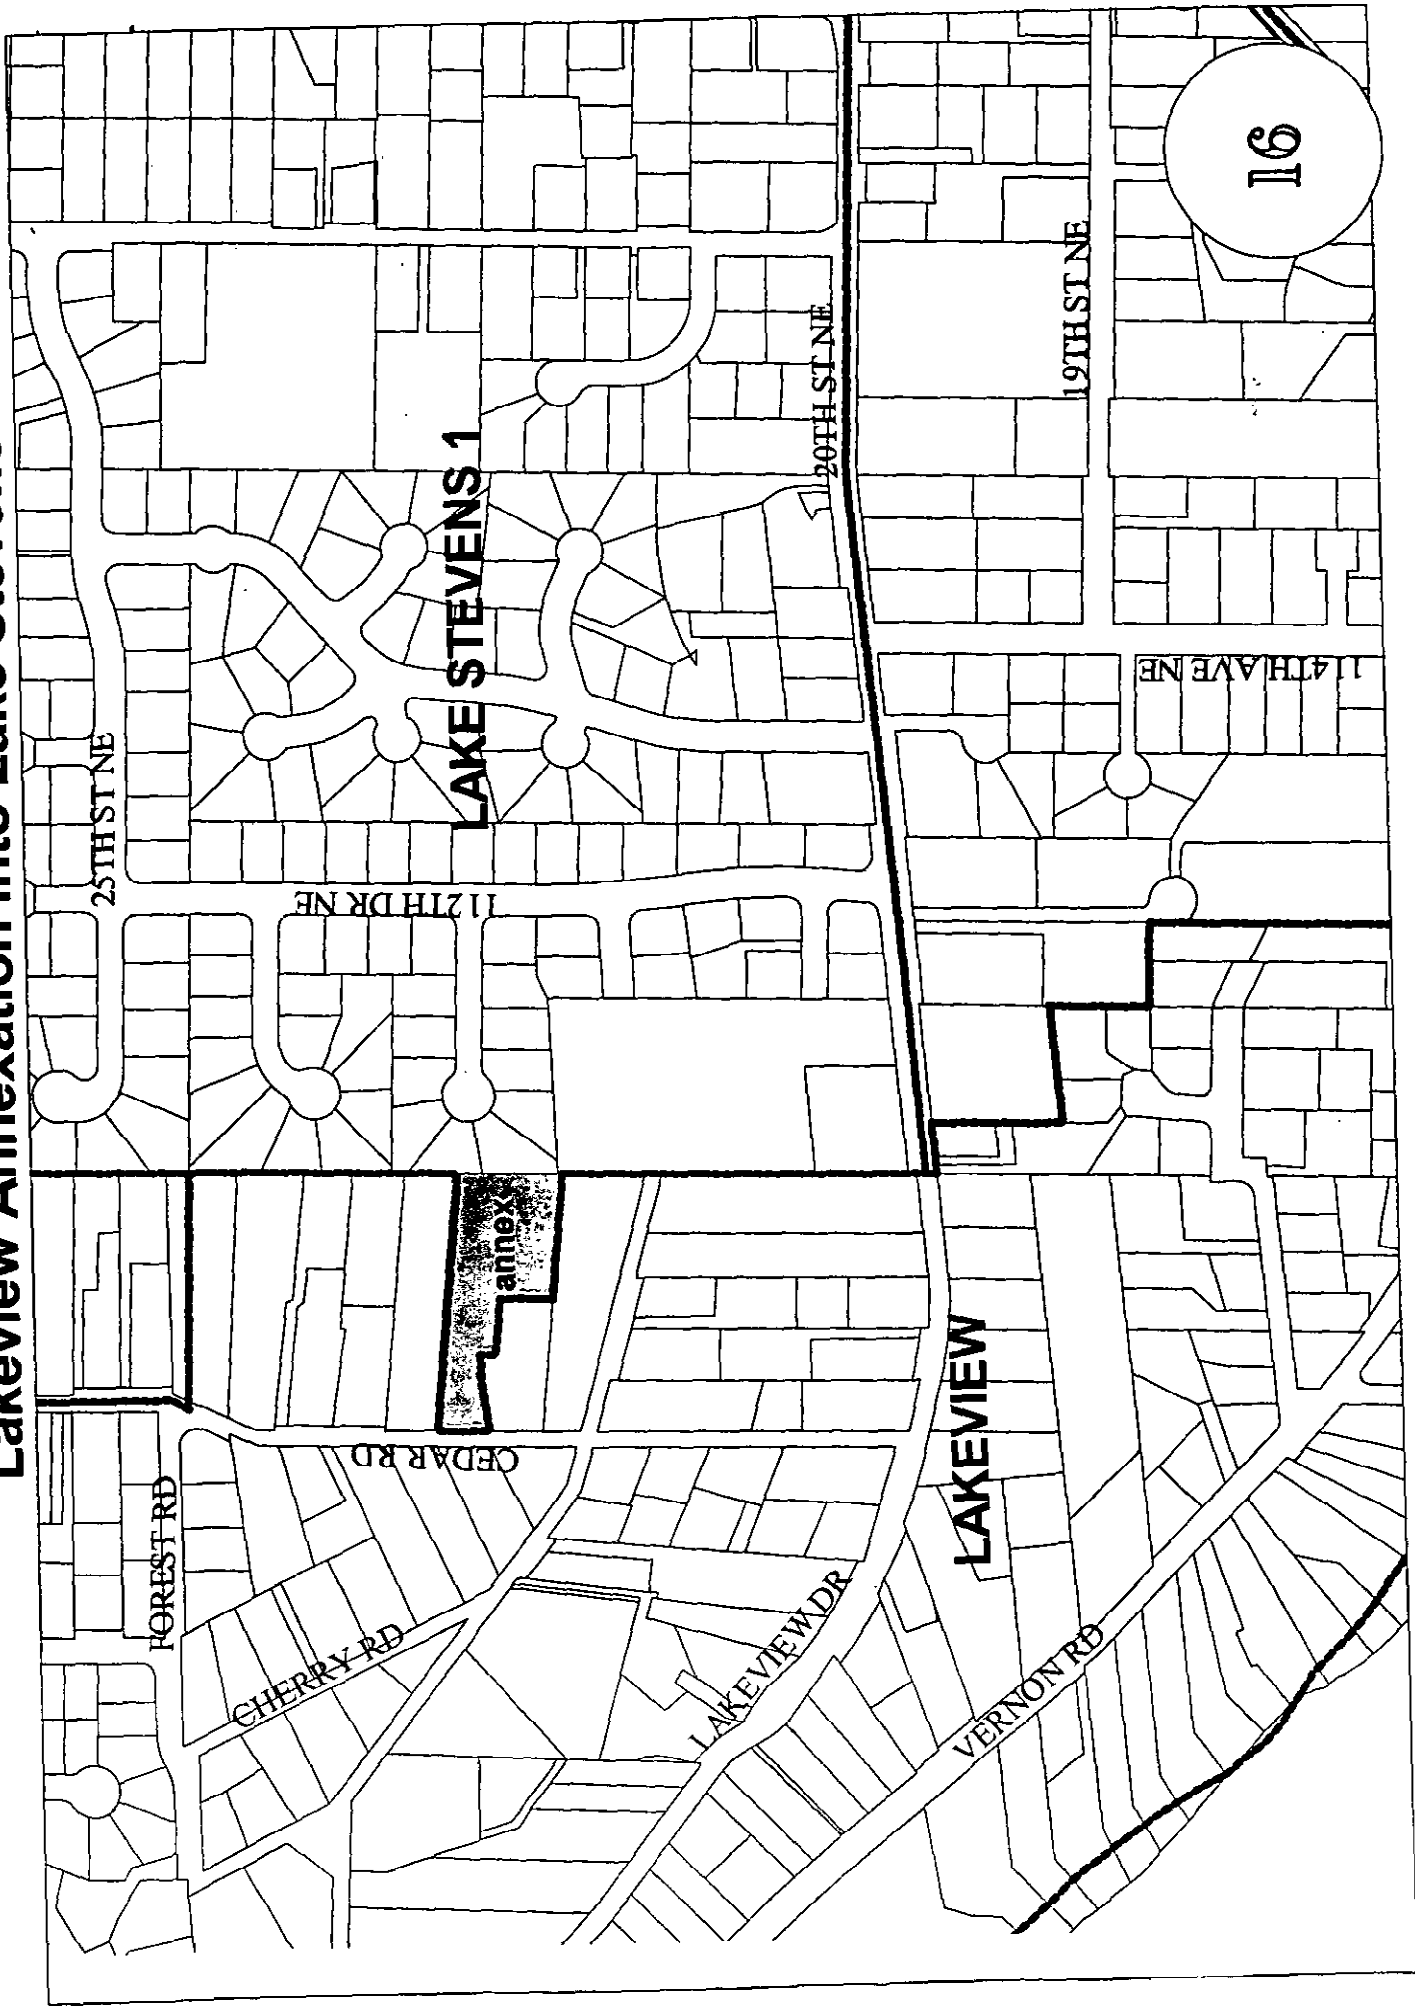 Lakeview Annexation into Lake Stevens 1
25TH ST NE
112TH DR NE
LAKE STEVENS 1
20TH ST NE
19TH ST NE
16
114TH AVE NE
annex
FOREST RD
CEDAR RD
CHERRY RD
LAKEVIEW DR
LAKEVIEW
VERNON RD